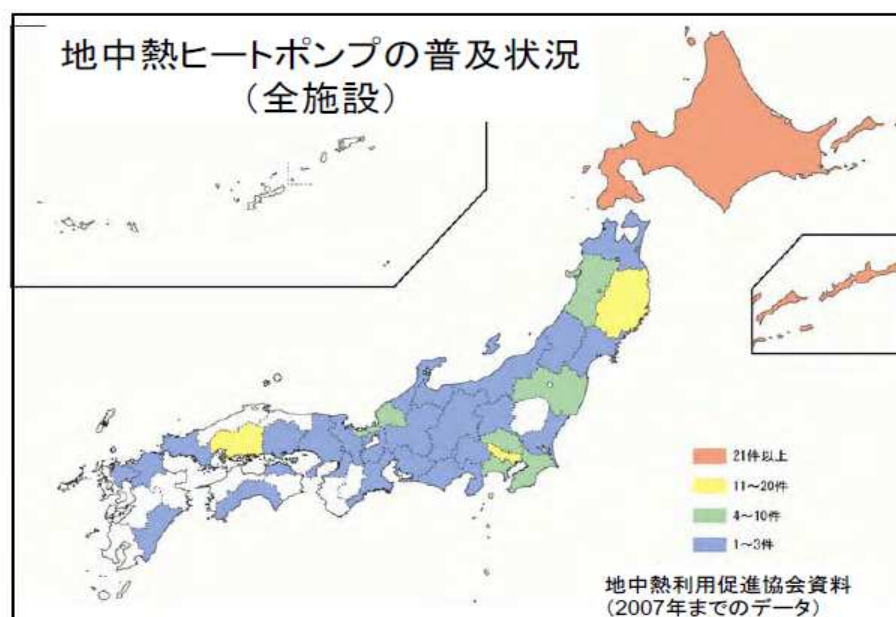 地中熱ヒートポンプの普及状況
（全施設）
21件以上
11～20件
4～10件
1～3件
地中熱利用促進協会資料
（2007年までのデータ）